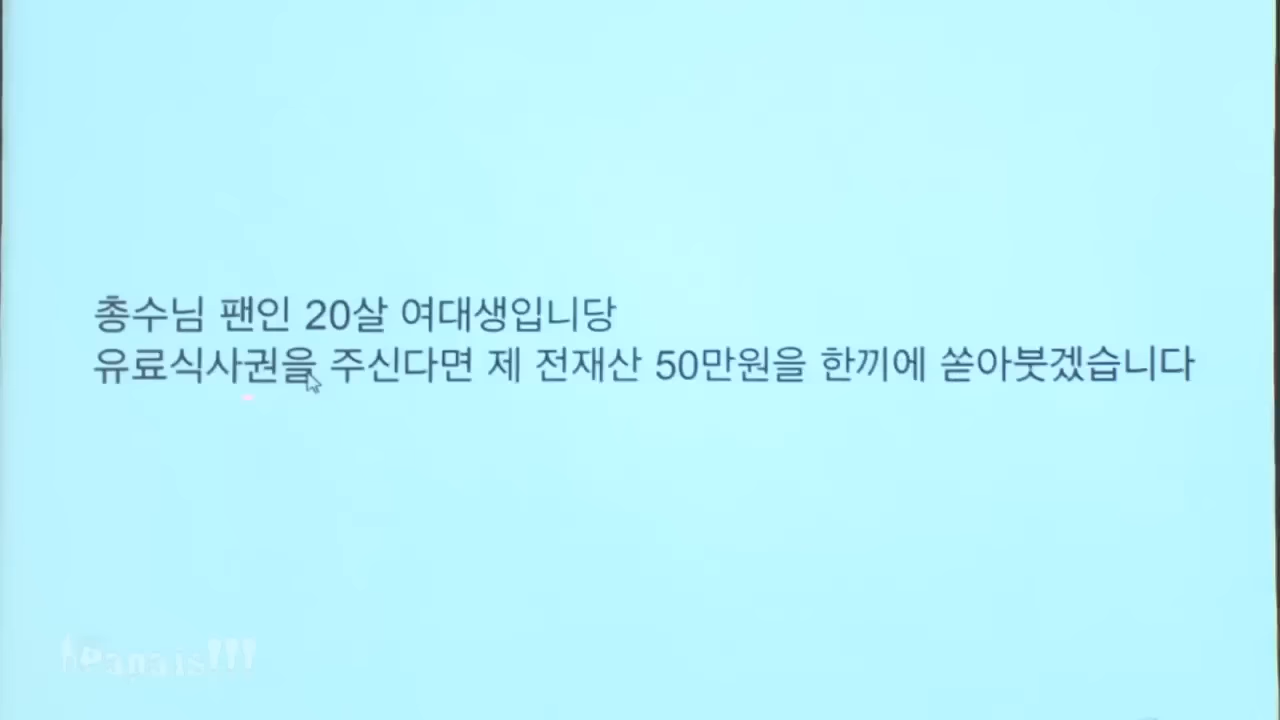 총수님 팬인 20살 여대생입니당
유료식사권을 주신다면 제 전재산 50만원을 한끼에 쏟아붓겠습니다